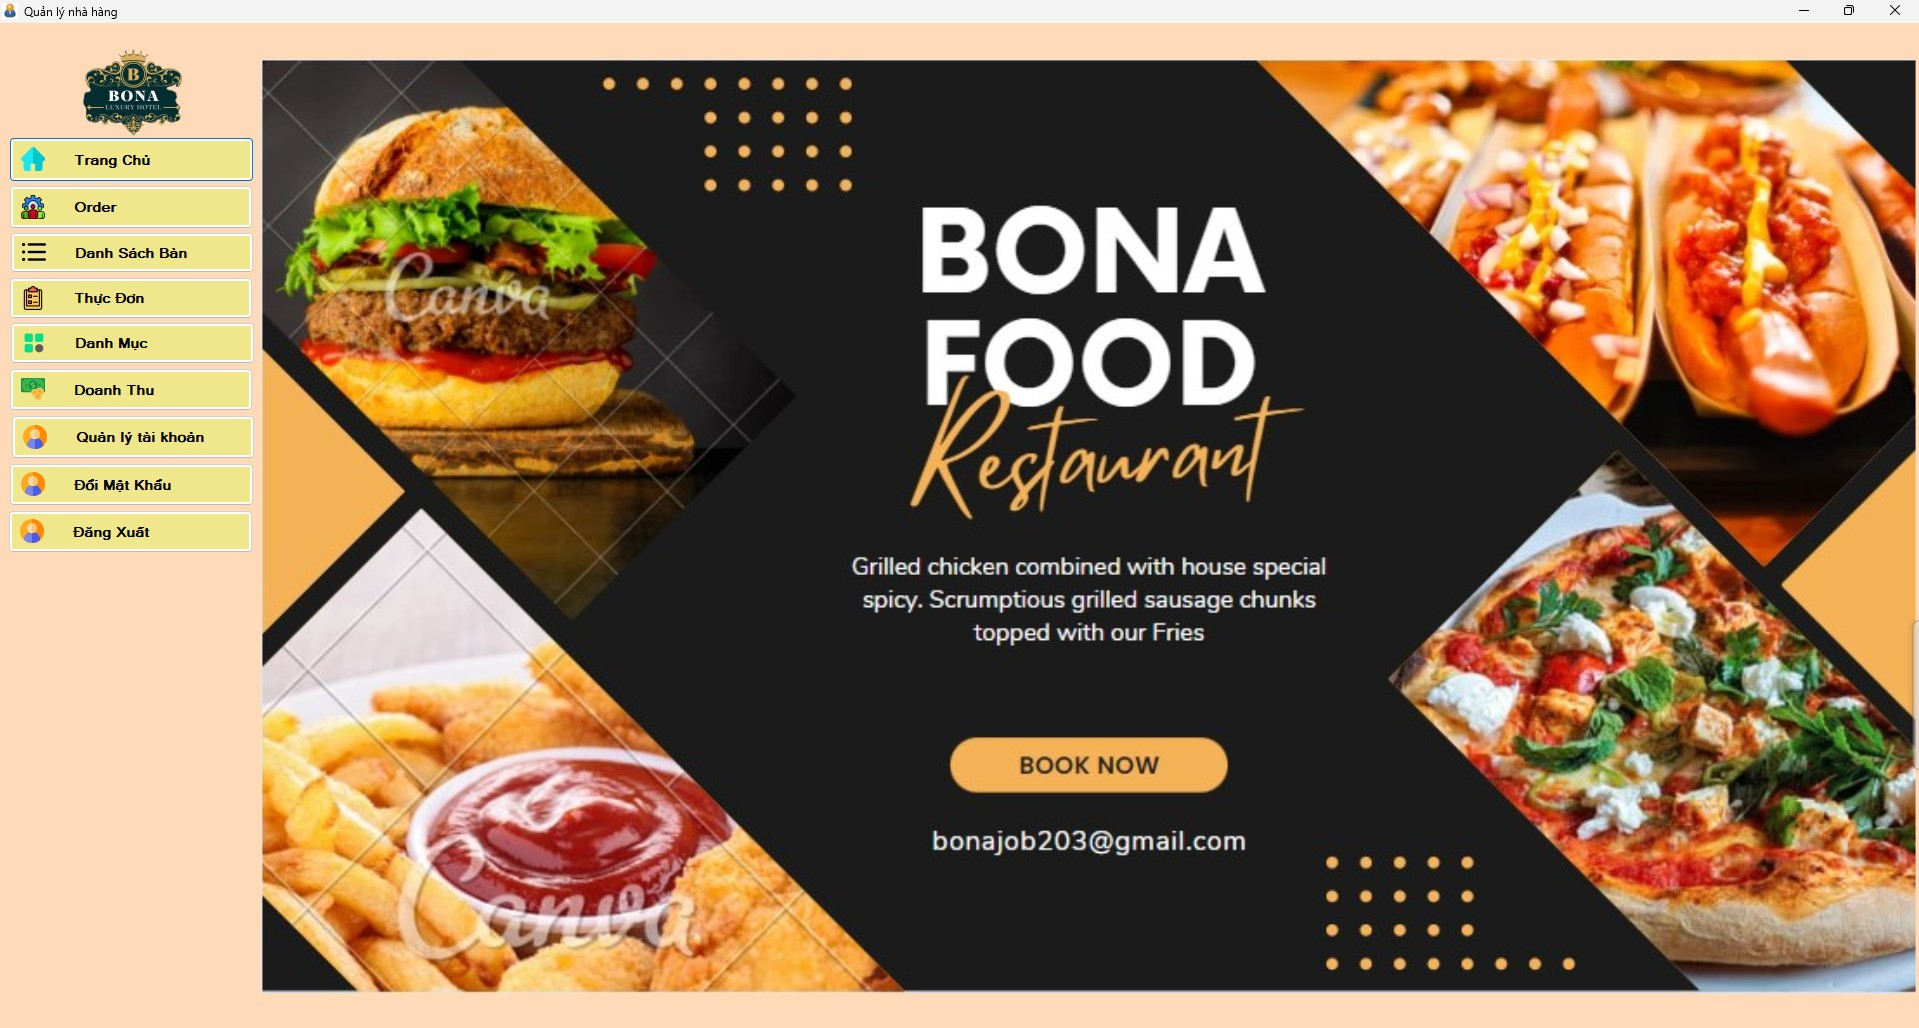 Quản lý nhà hàng
B
BONA
LUXURY HOTEL
Trang Chủ
Order
Danh Sách Bàn
Thực Đơn
Danh Mục
Doanh Thu
Quản lý tài khoản
Đổi Mật Khẩu
Đăng Xuất
Canva
BONA
FOOD
Restaurant
Grilled chicken combined with house special
spicy. Scrumptious grilled sausage chunks
topped with our Fries
BOOK NOW
bonajob203@gmail.com
Canva